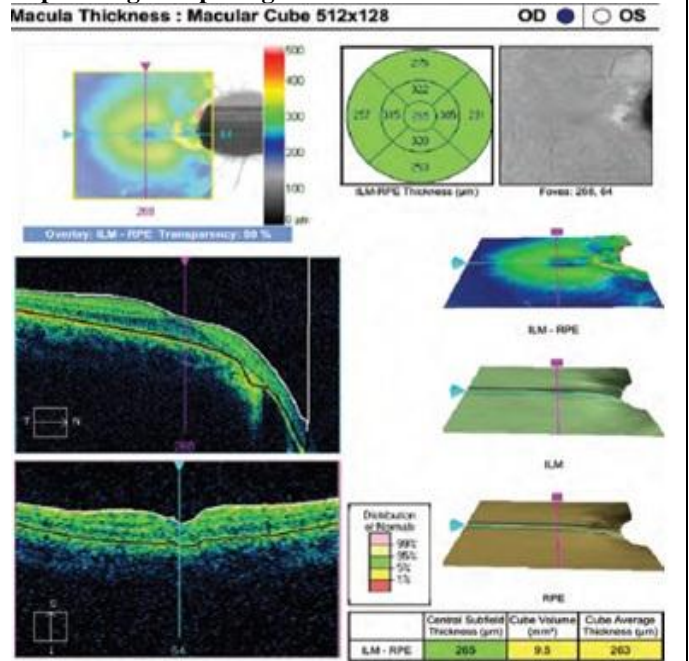 Macula Thickness : Macular Cube 512x128
OD OS
500
400
300
200
100
0 µm
64
268
Overlay: ILM - RPE Transparency: 50 %
275
322
257 315 265 305 231
320
253
ILM-RPE Thickness (µm)
Fovea: 268, 64
ILM - RPE
T N
268
ILM
S
I
64
Distribution
of Normals
99%
95%
5%
1%
RPE
Central Subfield
Thickness (µm)
Cube Volume
(mm³)
Cube Average
Thickness (µm)
ILM - RPE 265 9.5 263